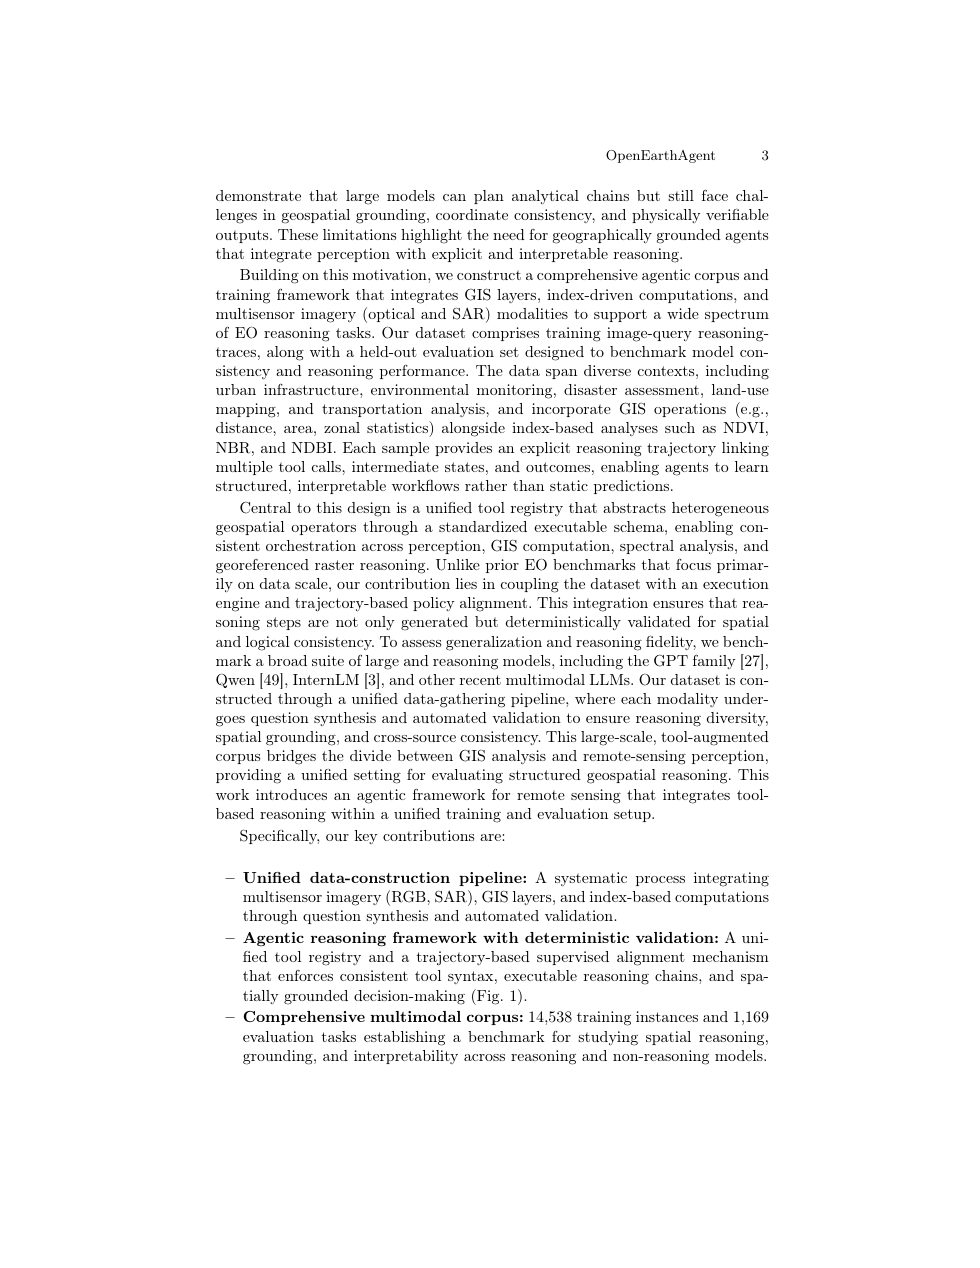 OpenEarthAgent 3
demonstrate that large models can plan analytical chains but still face chal-
lenges in geospatial grounding, coordinate consistency, and physically verifiable
outputs. These limitations highlight the need for geographically grounded agents
that integrate perception with explicit and interpretable reasoning.
Building on this motivation, we construct a comprehensive agentic corpus and
training framework that integrates GIS layers, index-driven computations, and
multisensor imagery (optical and SAR) modalities to support a wide spectrum
of EO reasoning tasks. Our dataset comprises training image-query reasoning-
traces, along with a held-out evaluation set designed to benchmark model con-
sistency and reasoning performance. The data span diverse contexts, including
urban infrastructure, environmental monitoring, disaster assessment, land-use
mapping, and transportation analysis, and incorporate GIS operations (e.g.,
distance, area, zonal statistics) alongside index-based analyses such as NDVI,
NBR, and NDBI. Each sample provides an explicit reasoning trajectory linking
multiple tool calls, intermediate states, and outcomes, enabling agents to learn
structured, interpretable workflows rather than static predictions.
Central to this design is a unified tool registry that abstracts heterogeneous
geospatial operators through a standardized executable schema, enabling con-
sistent orchestration across perception, GIS computation, spectral analysis, and
georeferenced raster reasoning. Unlike prior EO benchmarks that focus primar-
ily on data scale, our contribution lies in coupling the dataset with an execution
engine and trajectory-based policy alignment. This integration ensures that rea-
soning steps are not only generated but deterministically validated for spatial
and logical consistency. To assess generalization and reasoning fidelity, we bench-
mark a broad suite of large and reasoning models, including the GPT family [27],
Qwen [49], InternLM [3], and other recent multimodal LLMs. Our dataset is con-
structed through a unified data-gathering pipeline, where each modality under-
goes question synthesis and automated validation to ensure reasoning diversity,
spatial grounding, and cross-source consistency. This large-scale, tool-augmented
corpus bridges the divide between GIS analysis and remote-sensing perception,
providing a unified setting for evaluating structured geospatial reasoning. This
work introduces an agentic framework for remote sensing that integrates tool-
based reasoning within a unified training and evaluation setup.
Specifically, our key contributions are:
– Unified data-construction pipeline: A systematic process integrating
multisensor imagery (RGB, SAR), GIS layers, and index-based computations
through question synthesis and automated validation.
– Agentic reasoning framework with deterministic validation: A uni-
fied tool registry and a trajectory-based supervised alignment mechanism
that enforces consistent tool syntax, executable reasoning chains, and spa-
tially grounded decision-making (Fig. 1).
– Comprehensive multimodal corpus: 14,538 training instances and 1,169
evaluation tasks establishing a benchmark for studying spatial reasoning,
grounding, and interpretability across reasoning and non-reasoning models.